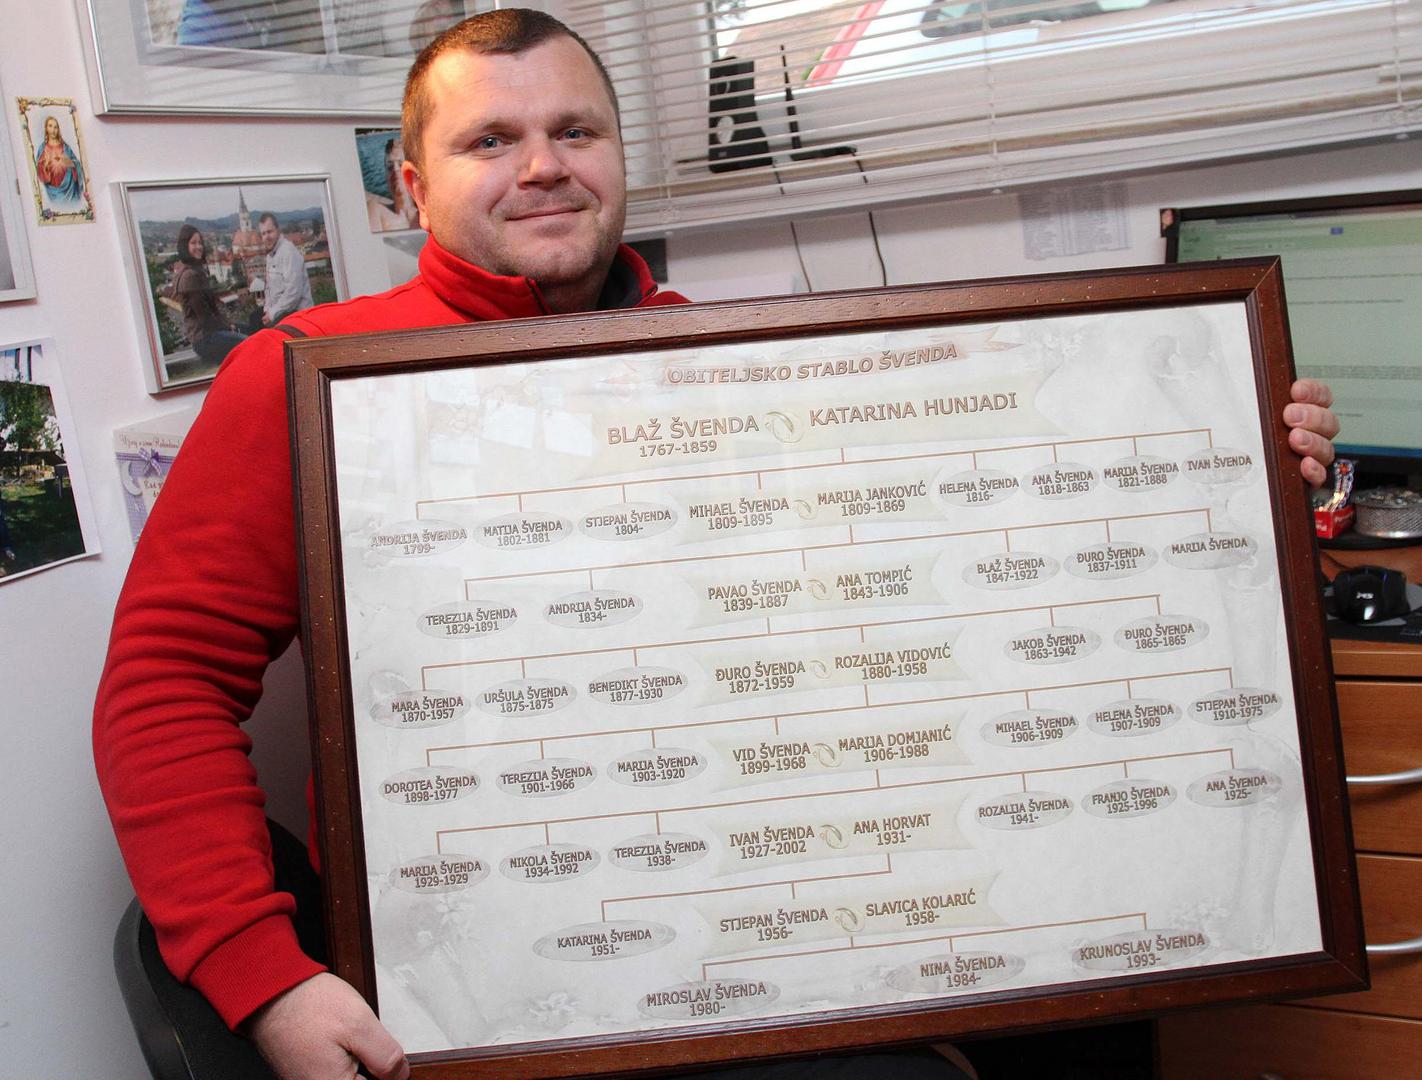 OBITELJSKO STABLO ŠVENDA
BLAŽ ŠVENDA KATARINA HUNJADI
1767-1859
ANDRIJA ŠVENDA
1799-
MATIJA ŠVENDA
1802-1881
STJEPAN ŠVENDA
1804-
MIHAEL ŠVENDA
1809-1895
MARIJA JANKOVIĆ
1809-1869
HELENA ŠVENDA
1816-
ANA ŠVENDA
1818-1863
MARIJA ŠVENDA
1821-1888
IVAN ŠVENDA
TEREZIJA ŠVENDA
1829-1891
ANDRIJA ŠVENDA
1834-
PAVAO ŠVENDA
1839-1887
ANA TOMPIĆ
1843-1906
BLAŽ ŠVENDA
1847-1922
ĐURO ŠVENDA
1837-1911
MARIJA ŠVENDA
MARA ŠVENDA
1870-1957
URŠULA ŠVENDA
1875-1875
BENEDIKT ŠVENDA
1877-1930
ĐURO ŠVENDA
1872-1959
ROZALIJA VIDOVIĆ
1880-1958
JAKOB ŠVENDA
1863-1942
ĐURO ŠVENDA
1865-1865
DOROTEA ŠVENDA
1898-1977
TEREZIJA ŠVENDA
1901-1966
MARIJA ŠVENDA
1903-1920
VID ŠVENDA
1899-1968
MARIJA DOMJANIĆ
1906-1988
MIHAEL ŠVENDA
1906-1909
HELENA ŠVENDA
1907-1909
STJEPAN ŠVENDA
1910-1975
MARIJA ŠVENDA
1929-1929
NIKOLA ŠVENDA
1934-1992
TEREZIJA ŠVENDA
1938-
IVAN ŠVENDA
1927-2002
ANA HORVAT
1931-
ROZALIJA ŠVENDA
1941-
FRANJO ŠVENDA
1925-1996
ANA ŠVENDA
1925-
KATARINA ŠVENDA
1951-
STJEPAN ŠVENDA
1956-
SLAVICA KOLARIĆ
1958-
MIROSLAV ŠVENDA
1980-
NINA ŠVENDA
1984-
KRUNOSLAV ŠVENDA
1993-